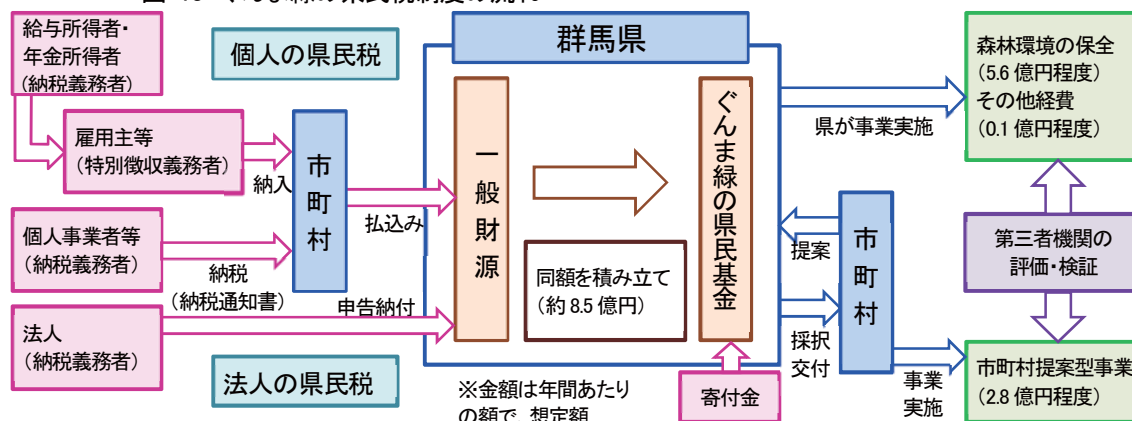 給与所得者・
年金所得者
(納税義務者)
個人の県民税
群馬県
森林環境の保全
(5.6 億円程度)
その他経費
(0.1 億円程度)
雇用主等
(特別徴収義務者)
納入
市町村
払込み
一般財源
ぐんま緑の県民基金
県が事業実施
個人事業者等
(納税義務者)
納税
(納税通知書)
申告納付
同額を積み立て
(約 8.5 億円)
提案
市町村
第三者機関の
評価・検証
法人
(納税義務者)
採択
交付
法人の県民税
※金額は年間あたり
の額で、想定額
寄付金
事業
実施
市町村提案型事業
(2.8 億円程度)